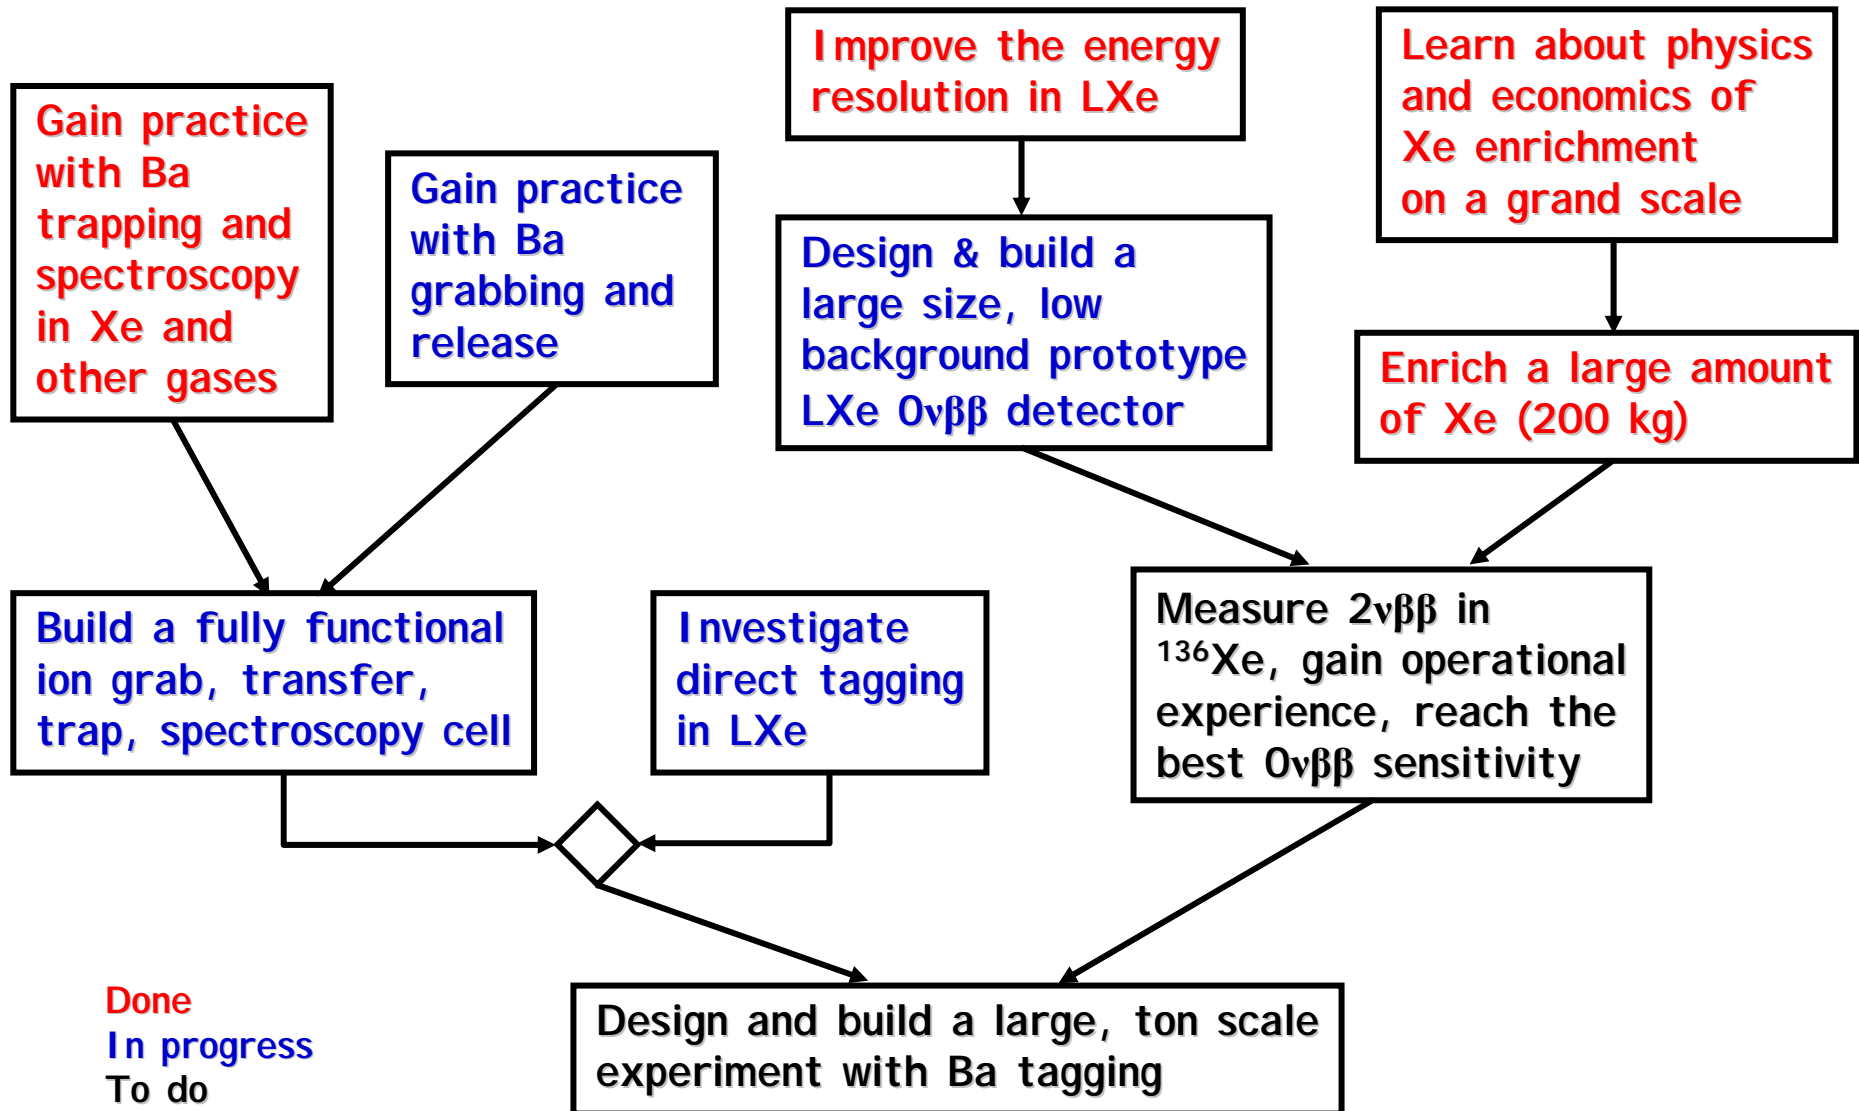 Improve the energy
resolution in LXe
Learn about physics
and economics of
Xe enrichment
on a grand scale
Gain practice
with Ba
trapping and
spectroscopy
in Xe and
other gases
Gain practice
with Ba
grabbing and
release
Design & build a
large size, low
background prototype
LXe 0νββ detector
Enrich a large amount
of Xe (200 kg)
Build a fully functional
ion grab, transfer,
trap, spectroscopy cell
Investigate
direct tagging
in LXe
Measure 2νββ in
¹³⁶Xe, gain operational
experience, reach the
best 0νββ sensitivity
Design and build a large, ton scale
experiment with Ba tagging
Done
In progress
To do